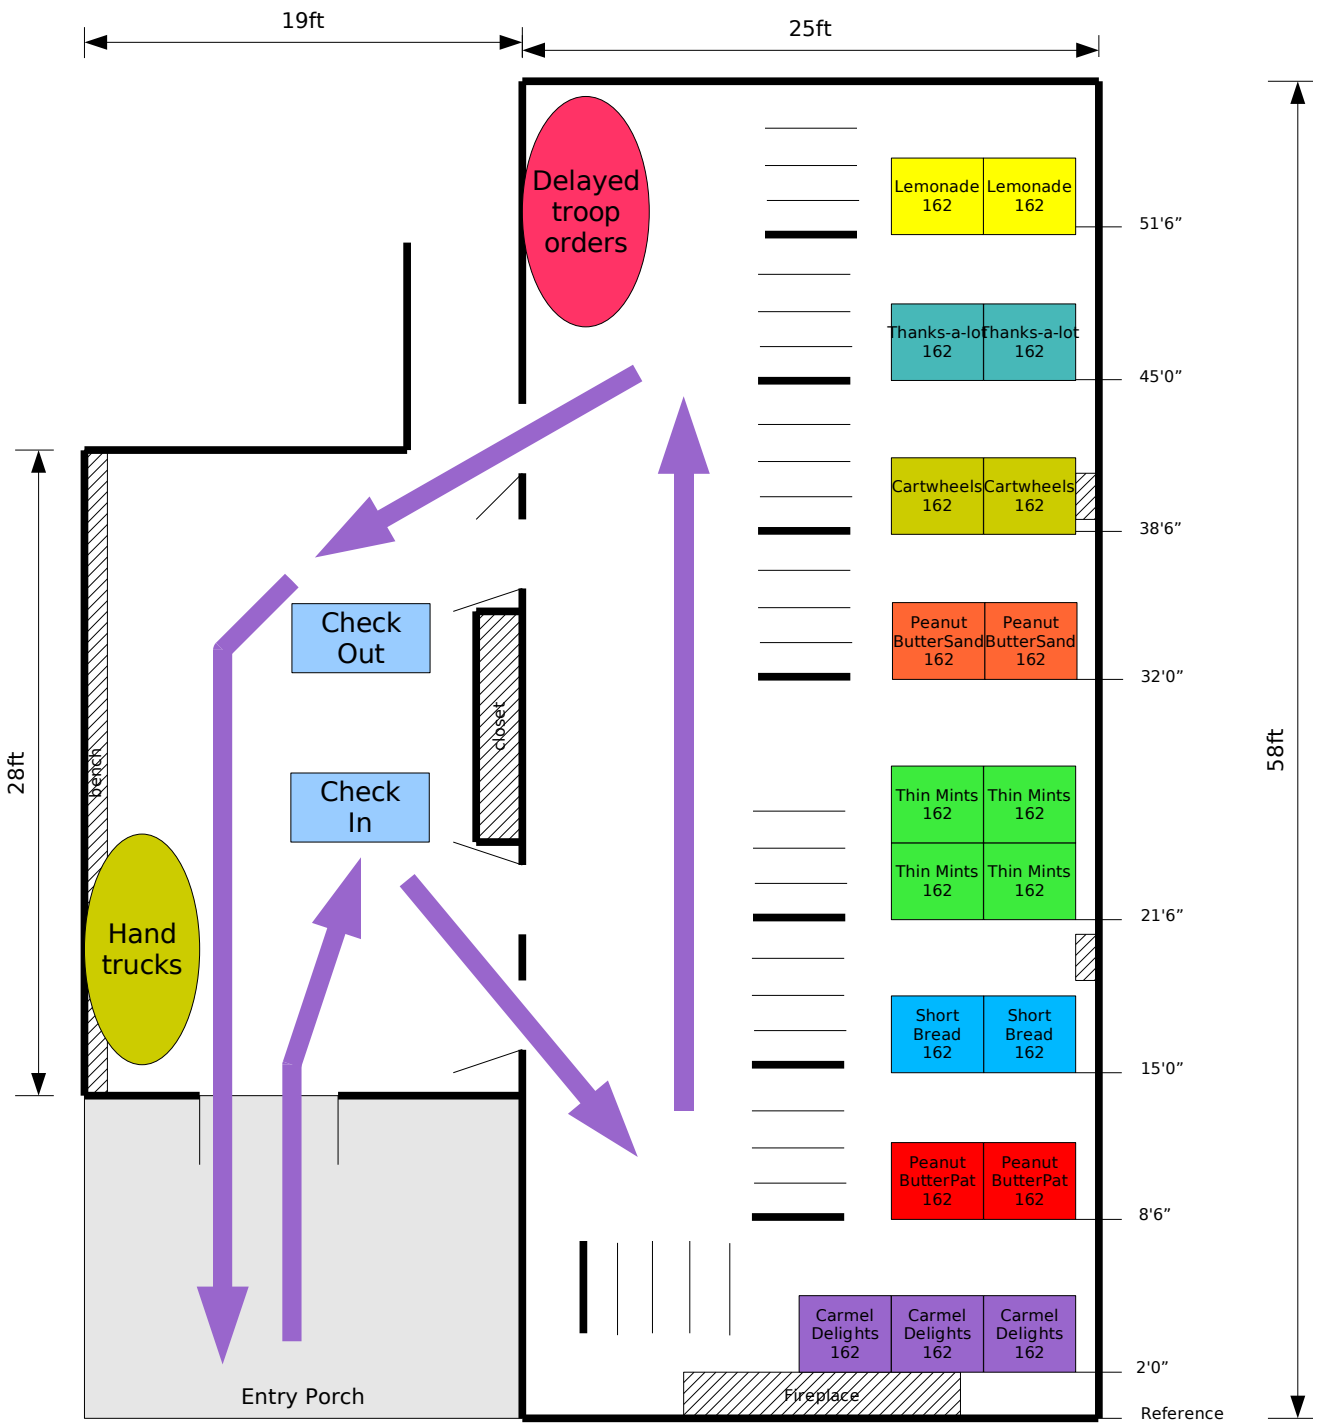 19ft
25ft
Delayed
troop
orders
Lemonade
162
Lemonade
162
51'6”
Thanks-a-lot
162
Thanks-a-lot
162
45'0”
Cartwheels
162
Cartwheels
162
38'6”
Check
Out
Peanut
ButterSand
162
Peanut
ButterSand
162
32'0”
closet
28ft
bench
58ft
Check
In
Thin Mints
162
Thin Mints
162
Thin Mints
162
Thin Mints
162
21'6”
Hand
trucks
Short
Bread
162
Short
Bread
162
15'0”
Peanut
ButterPat
162
Peanut
ButterPat
162
8'6”
Carmel
Delights
162
Carmel
Delights
162
Carmel
Delights
162
2'0”
Entry Porch
Fireplace
Reference